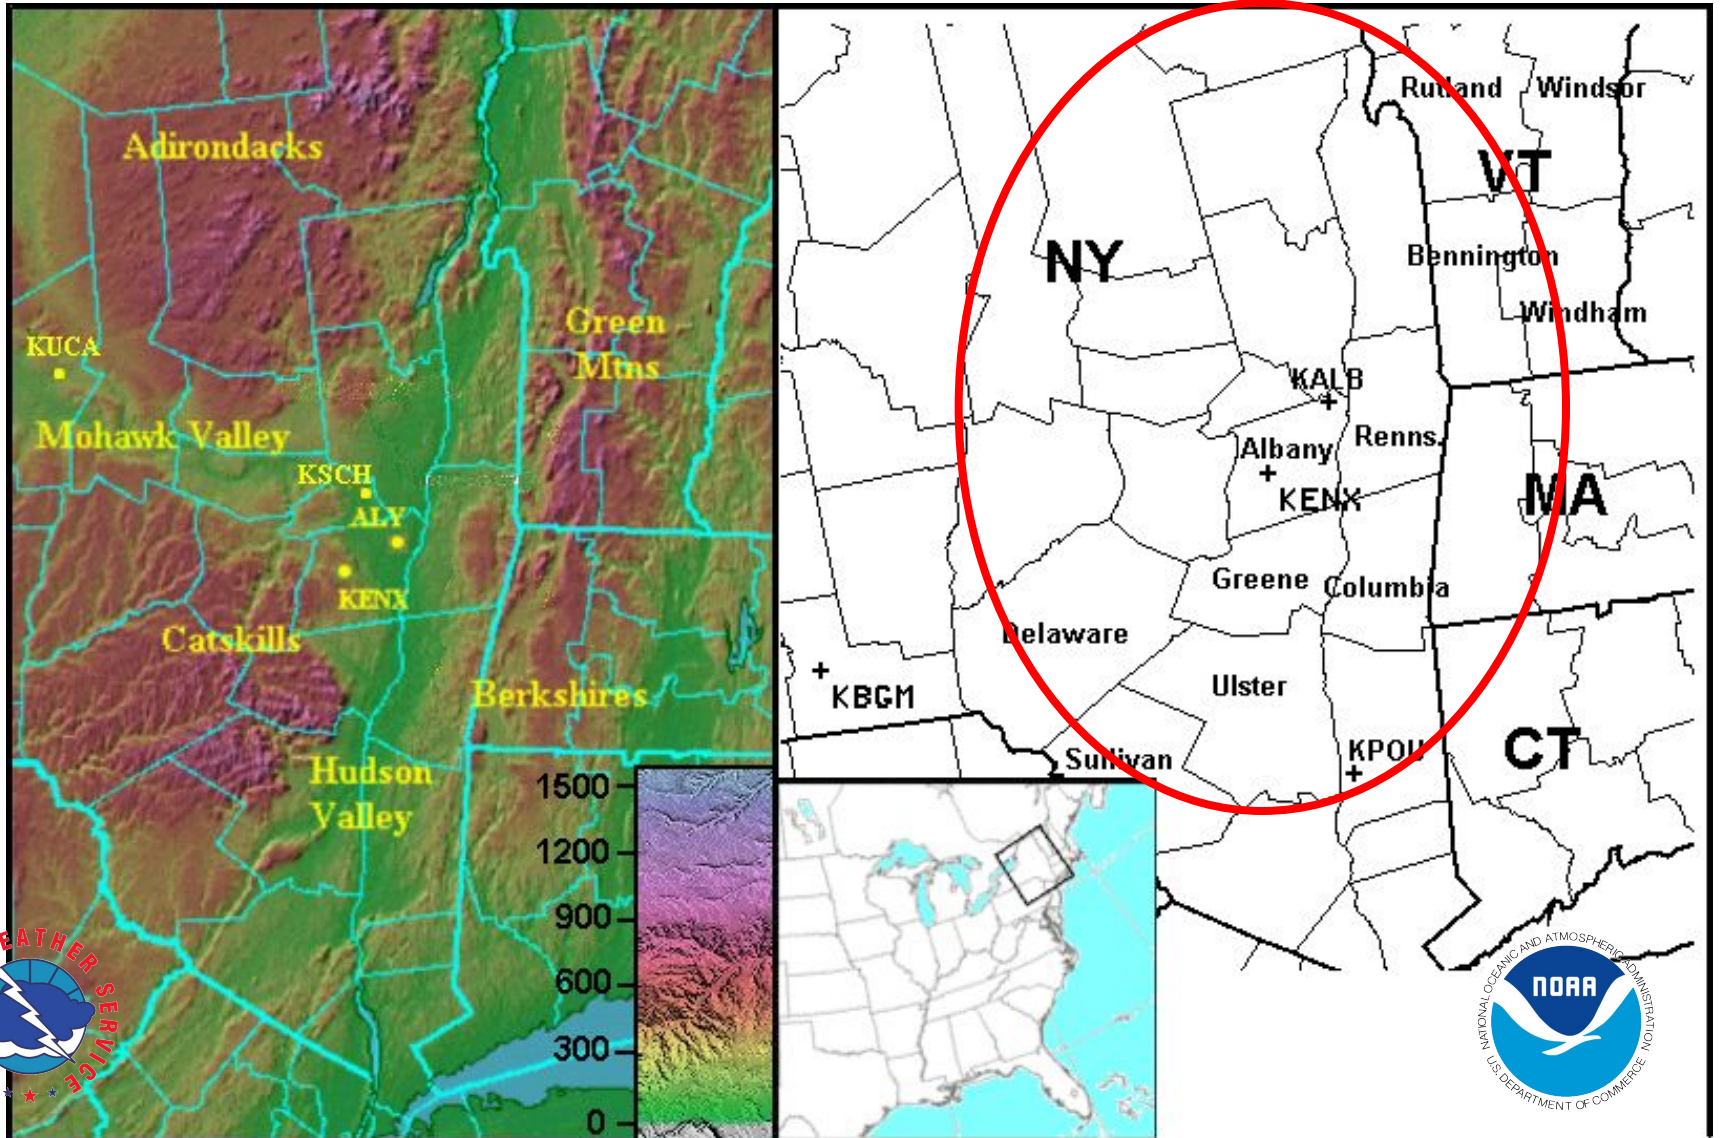 Adirondacks
Green
Mtns
KUCA
Mohawk Valley
KSCH
ALY
KENX
Catskills
Berkshires
Hudson
Valley
1500
1200
900
600
300
0
EATHER SERVICE
Rutland
Windsor
VT
NY
Bennington
Windham
KALB
Albany
Renns.
KENX
MA
Greene
Columbia
Delaware
KBGM
Ulster
Sullivan
KPOU
CT
NATIONAL OCEANIC AND ATMOSPHERIC ADMINISTRATION
NOAA
U.S. DEPARTMENT OF COMMERCE